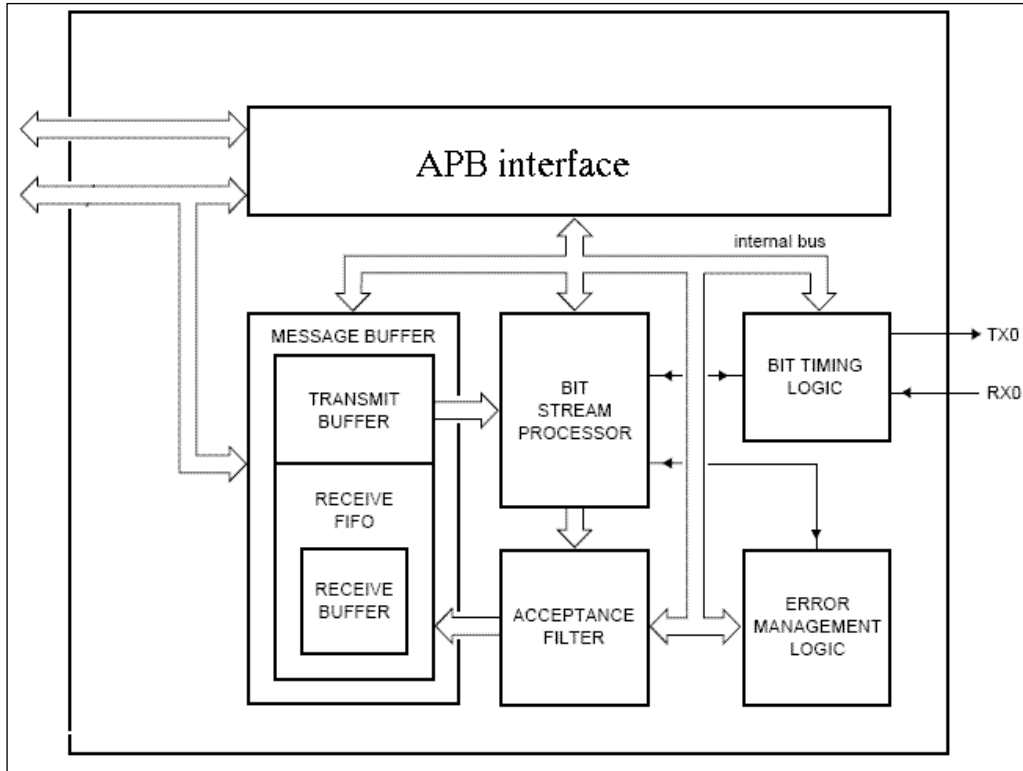 APB interface
internal bus
MESSAGE BUFFER
TRANSMIT
BUFFER
RECEIVE
FIFO
RECEIVE
BUFFER
BIT
STREAM
PROCESSOR
ACCEPTANCE
FILTER
BIT TIMING
LOGIC
TX0
RX0
ERROR
MANAGEMENT
LOGIC